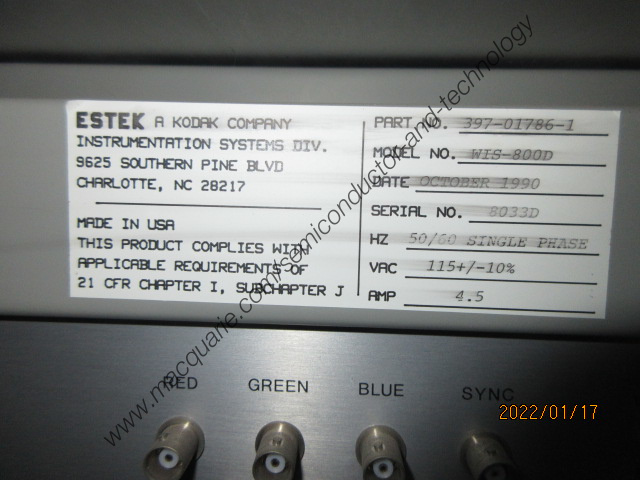 ESTEK A KODAK COMPANY
INSTRUMENTATION SYSTEMS DIV.
9625 SOUTHERN PINE BLVD
CHARLOTTE, NC 28217
MADE IN USA
THIS PRODUCT COMPLIES WITH
APPLICABLE REQUIREMENTS OF
21 CFR CHAPTER I, SUBCHAPTER J
PART NO. 397-01786-1
MODEL NO. WIS-800D
DATE OCTOBER 1990
SERIAL NO. 8033D
HZ 50/60 SINGLE PHASE
VAC 115+/-10%
AMP 4.5
RED GREEN BLUE SYNC
2022/01/17
www.macquarie.com/semiconductor-and-technology